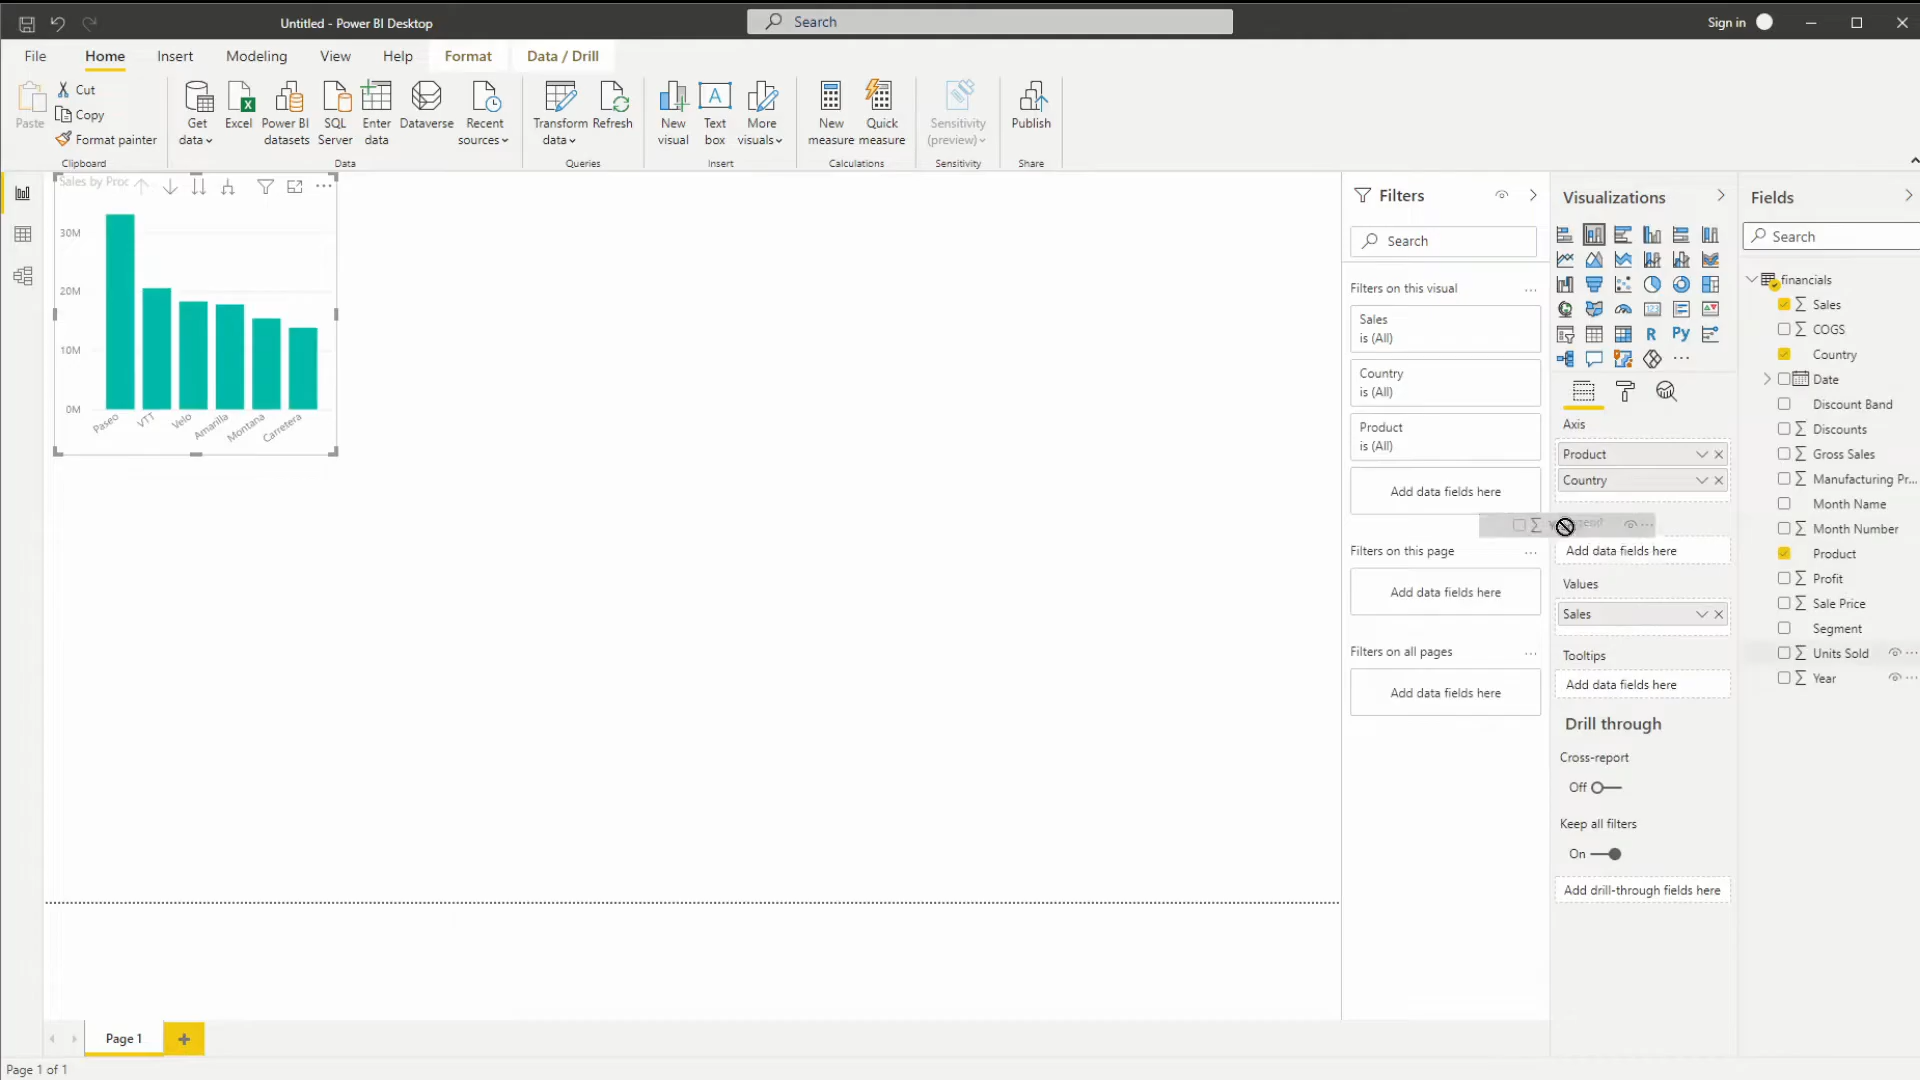 Untitled - Power BI Desktop
Search
Sign in
File
Home
Insert
Modeling
View
Help
Format
Data / Drill
Paste
Cut
Copy
Format painter
Clipboard
Get
data
Excel
Power BI
datasets
SQL
Server
Enter
data
Dataverse
Recent
sources
Data
Transform
data
Refresh
Queries
New
visual
A
Text
box
More
visuals
Insert
New
measure
Quick
measure
Calculations
Sensitivity
(preview)
Sensitivity
Publish
Share
Sales by Proc
30M
20M
10M
0M
Paseo
VTT
Velo
Amarilla
Montana
Carretera
Filters
Search
Filters on this visual
...
Sales
is (All)
Country
is (All)
Product
is (All)
Add data fields here
Filters on this page
...
Add data fields here
Filters on all pages
...
Add data fields here
Visualizations
123
R
Py
...
Axis
Product
Country
Add data fields here
Values
Sales
Tooltips
Add data fields here
Drill through
Cross-report
Off
Keep all filters
On
Add drill-through fields here
Fields
Search
financials
Σ Sales
Σ COGS
Country
Date
Discount Band
Σ Discounts
Σ Gross Sales
Σ Manufacturing Pr...
Month Name
Σ Month Number
Product
Σ Profit
Σ Sale Price
Segment
Σ Units Sold ...
Σ Year ...
Page 1
+
Page 1 of 1